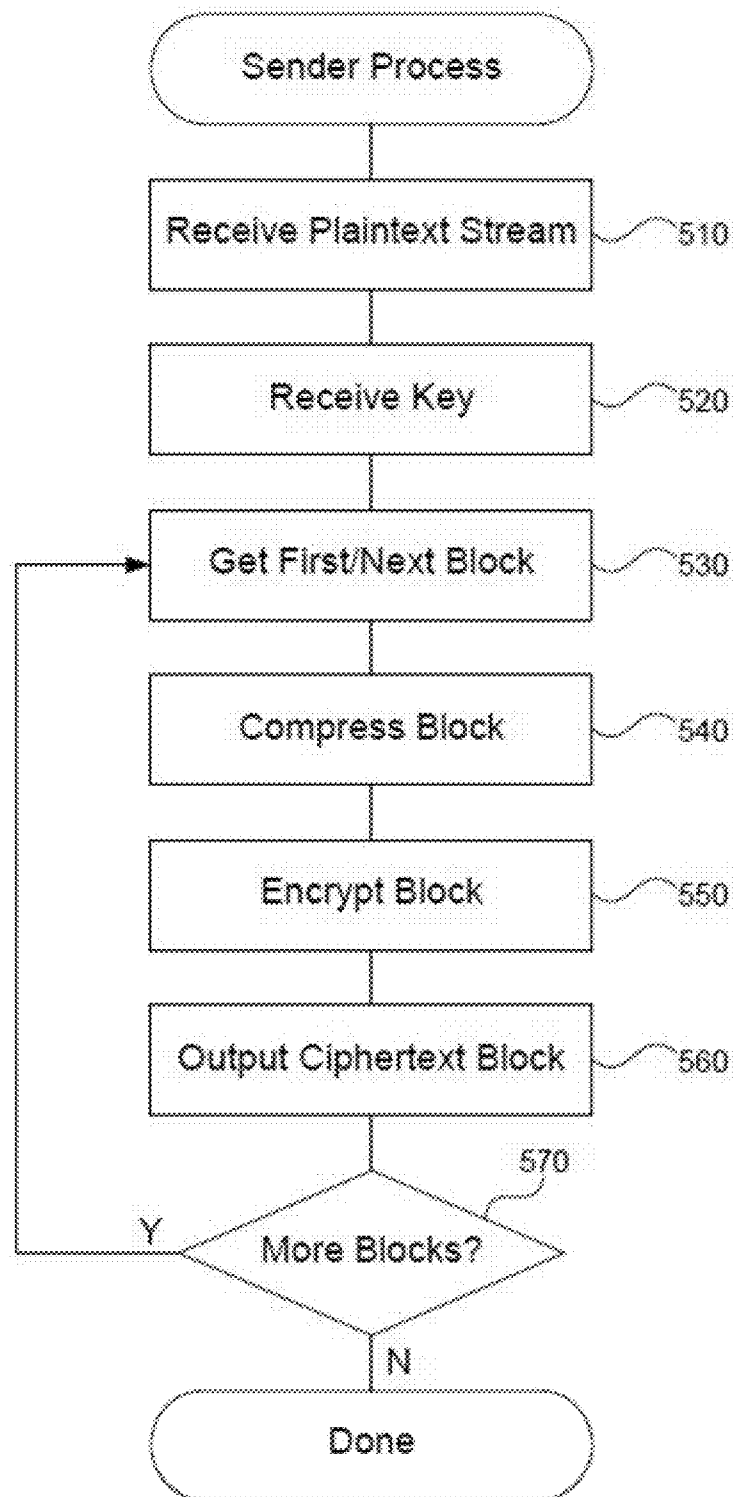 Sender Process
Receive Plaintext Stream
510
Receive Key
520
Get First/Next Block
530
Compress Block
540
Encrypt Block
550
Output Ciphertext Block
560
570
Y
More Blocks?
N
Done